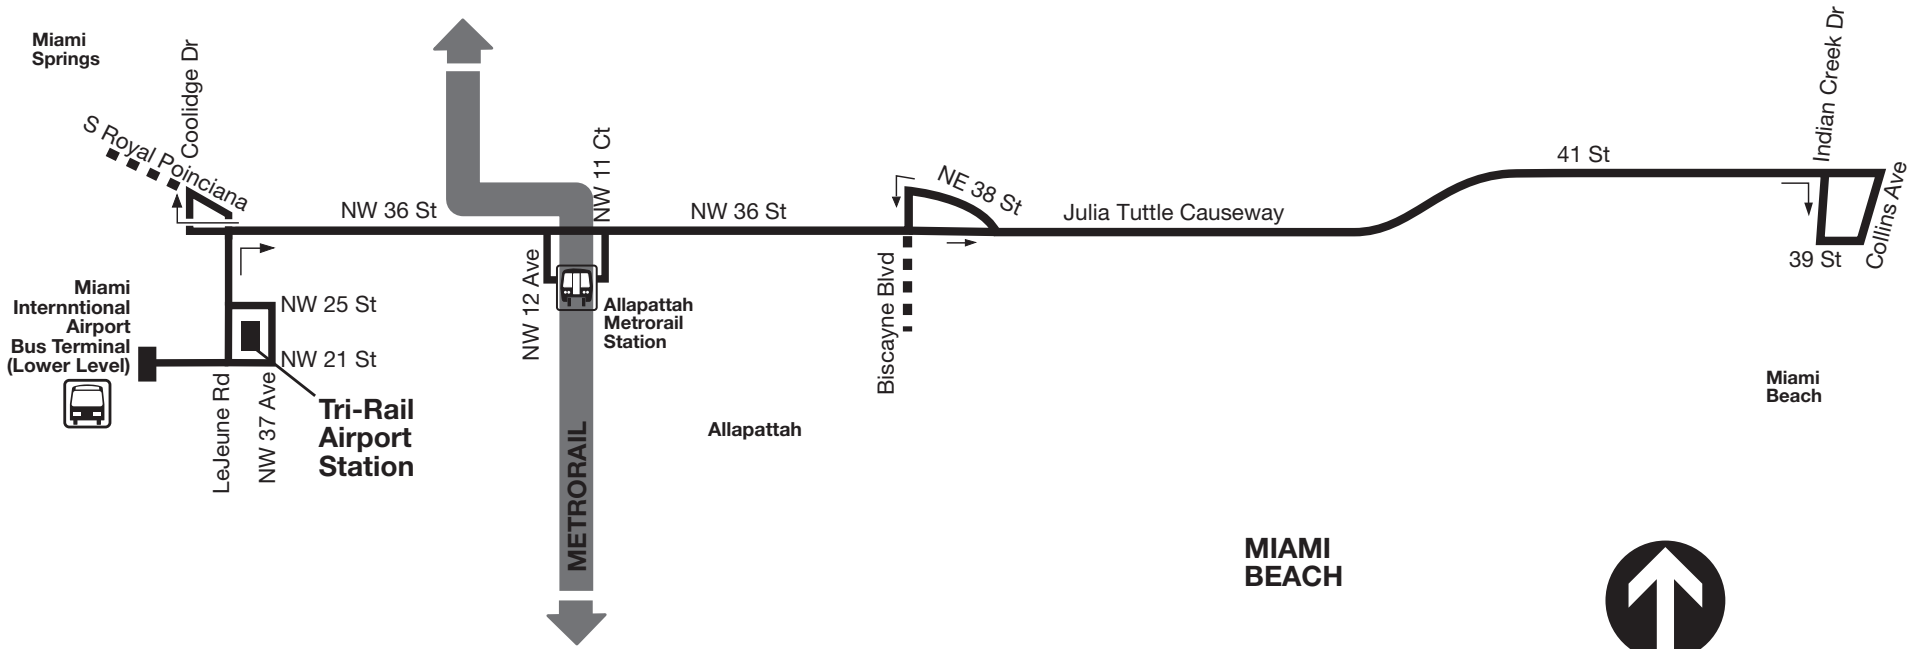 Miami
Springs
Coolidge Dr
S Royal Poinciana
NW 36 St
NW 11 Ct
NW 36 St
NE 38 St
Julia Tuttle Causeway
41 St
Indian Creek Dr
Collins Ave
39 St
Miami
Interntional
Airport
Bus Terminal
(Lower Level)
NW 25 St
NW 21 St
LeJeune Rd
NW 37 Ave
Tri-Rail
Airport
Station
NW 12 Ave
Allapattah
Metrorail
Station
METRORAIL
Biscayne Blvd
Allapattah
Miami
Beach
MIAMI
BEACH